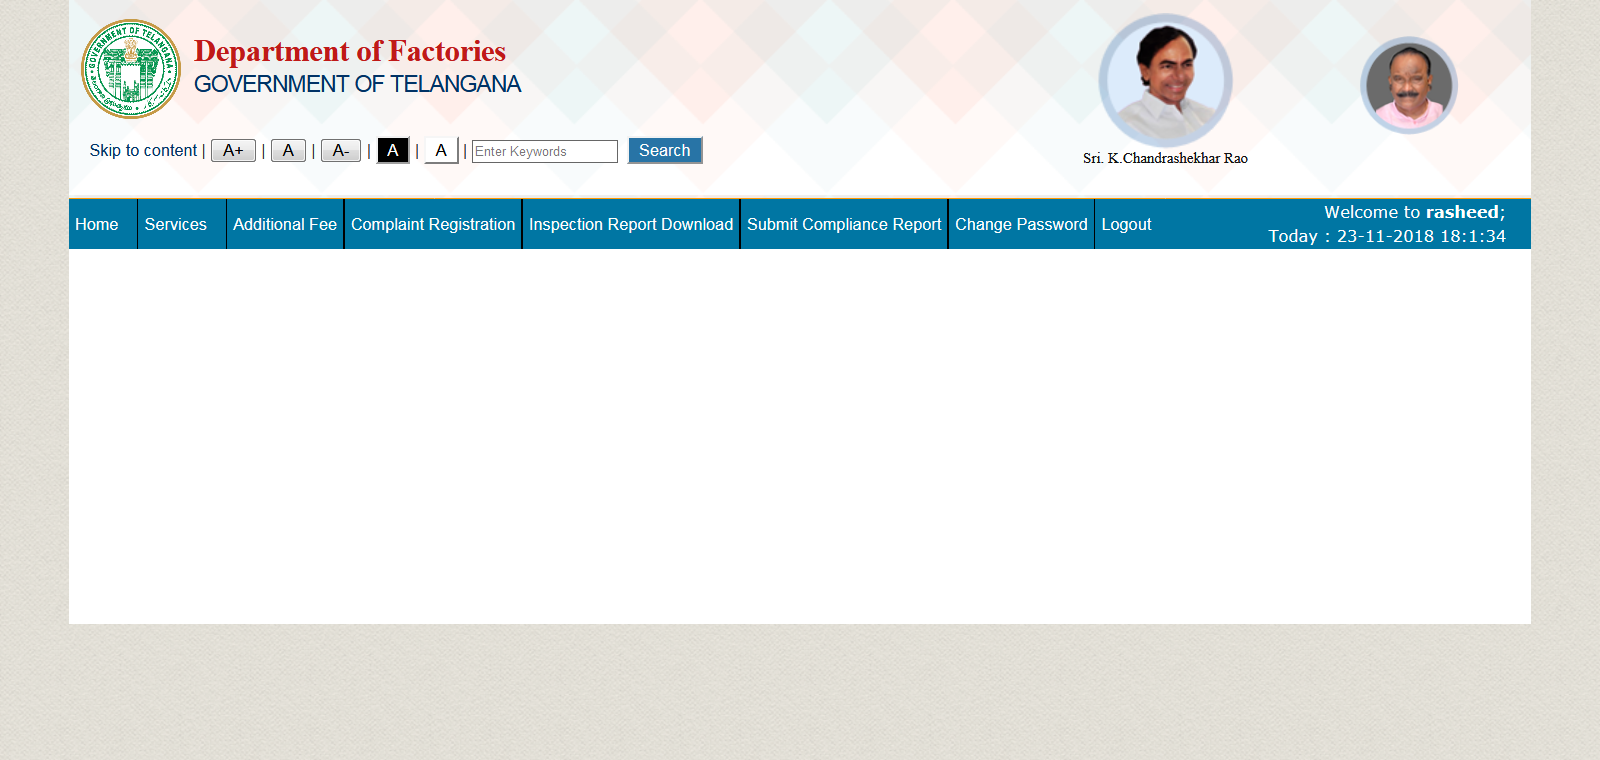 GOVERNMENT OF TELANGANA
Department of Factories
GOVERNMENT OF TELANGANA
Skip to content | A+ | A | A- | A | A | Enter Keywords Search
Sri. K.Chandrashekhar Rao
Home Services Additional Fee Complaint Registration Inspection Report Download Submit Compliance Report Change Password Logout
Welcome to rasheed;
Today : 23-11-2018 18:1:34